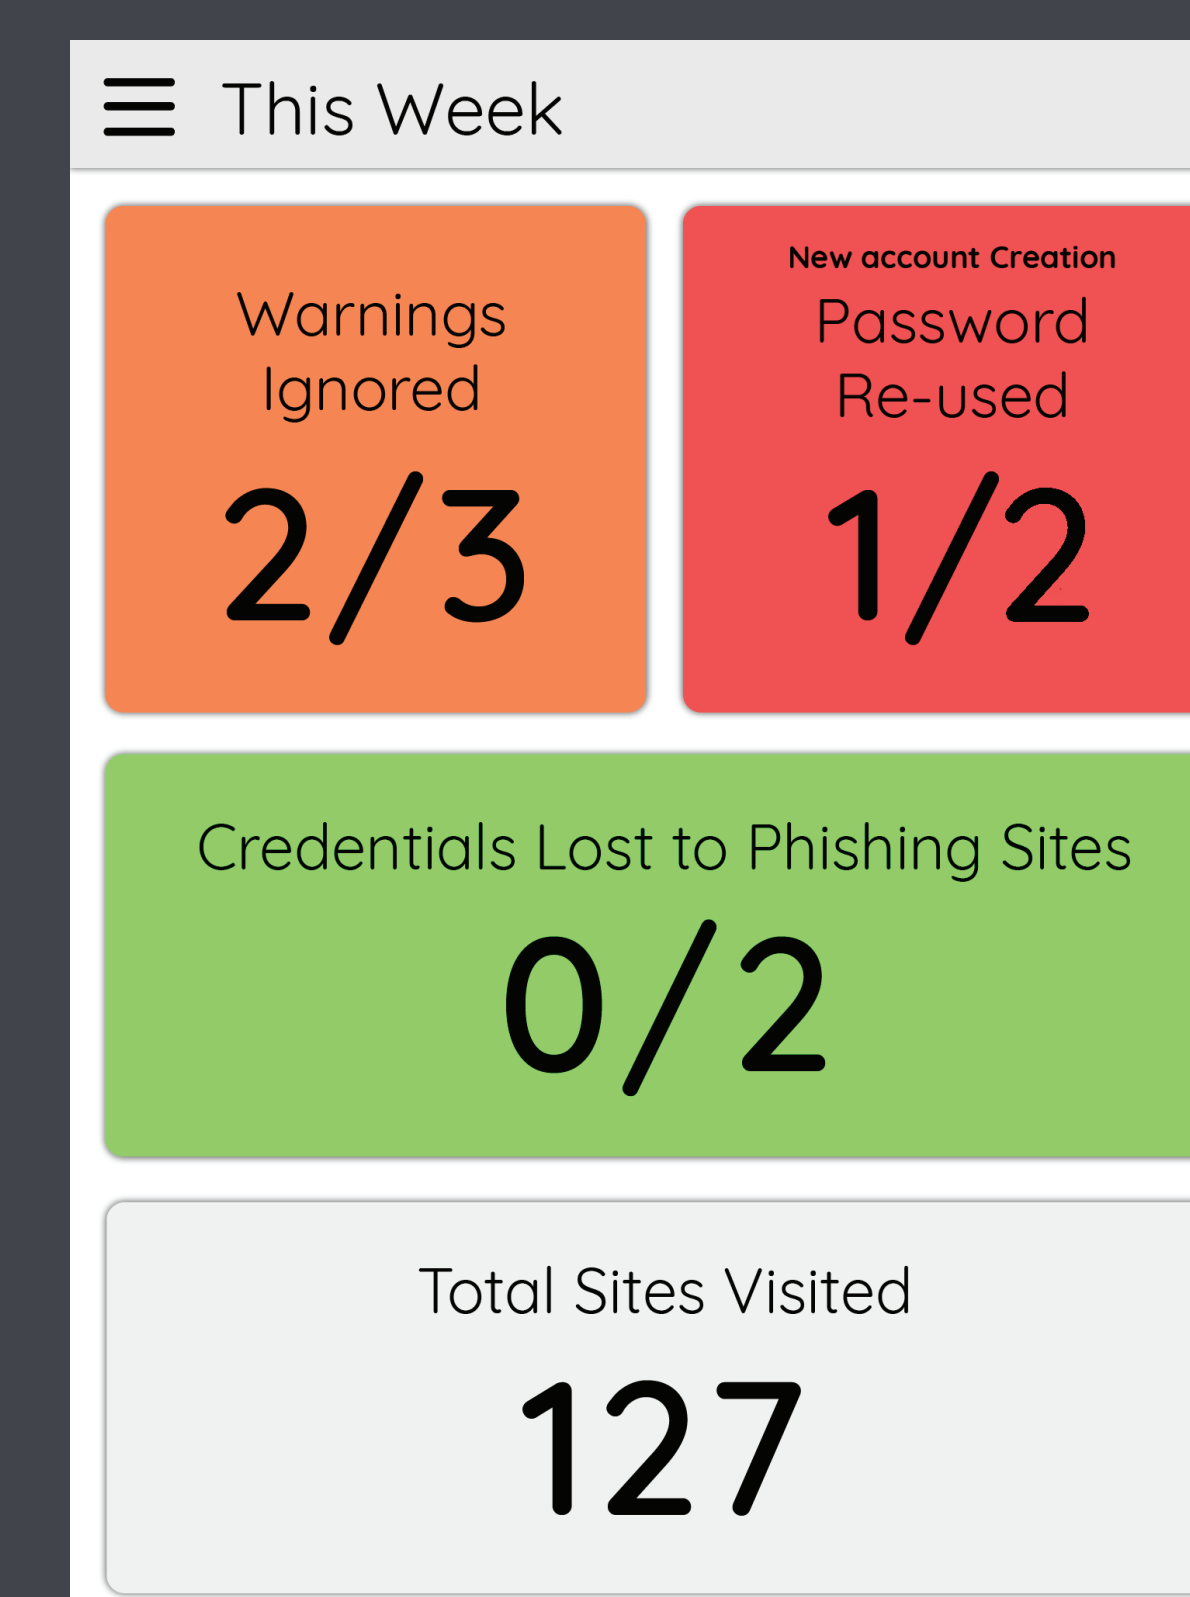 This Week
Warnings
Ignored
2/3
New account Creation
Password
Re-used
1/2
Credentials Lost to Phishing Sites
0/2
Total Sites Visited
127